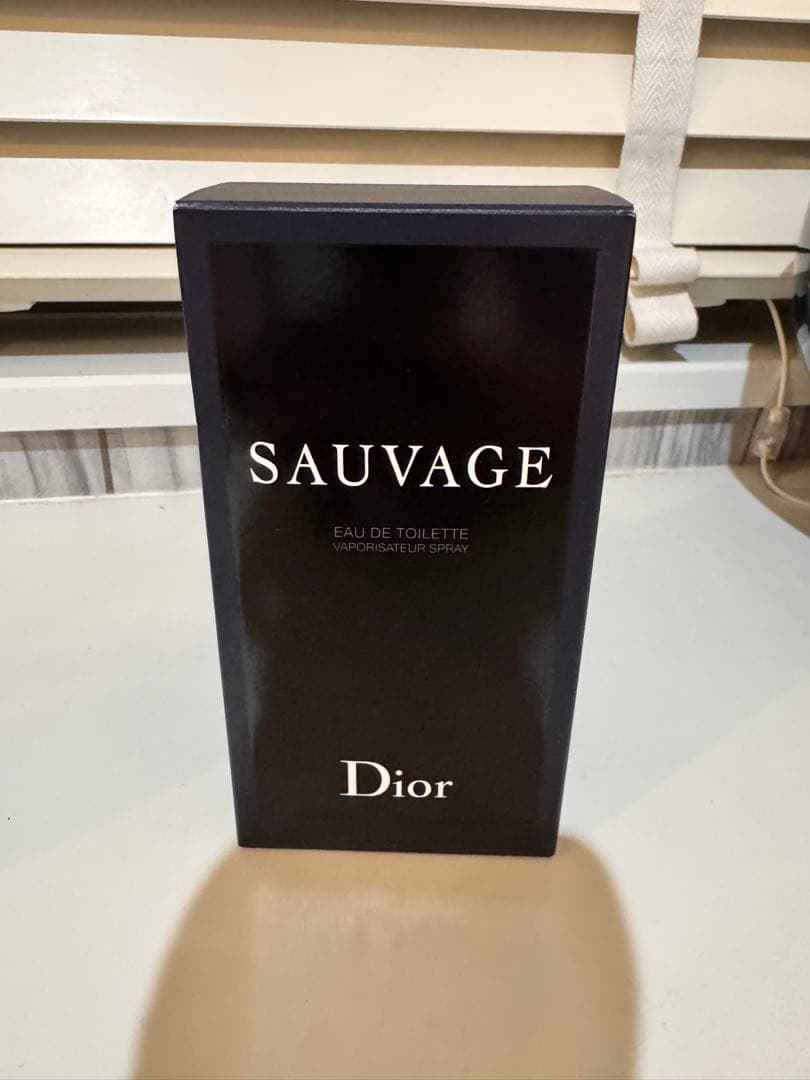 SAUVAGE
EAU DE TOILETTE
VAPORISATEUR SPRAY
Dior